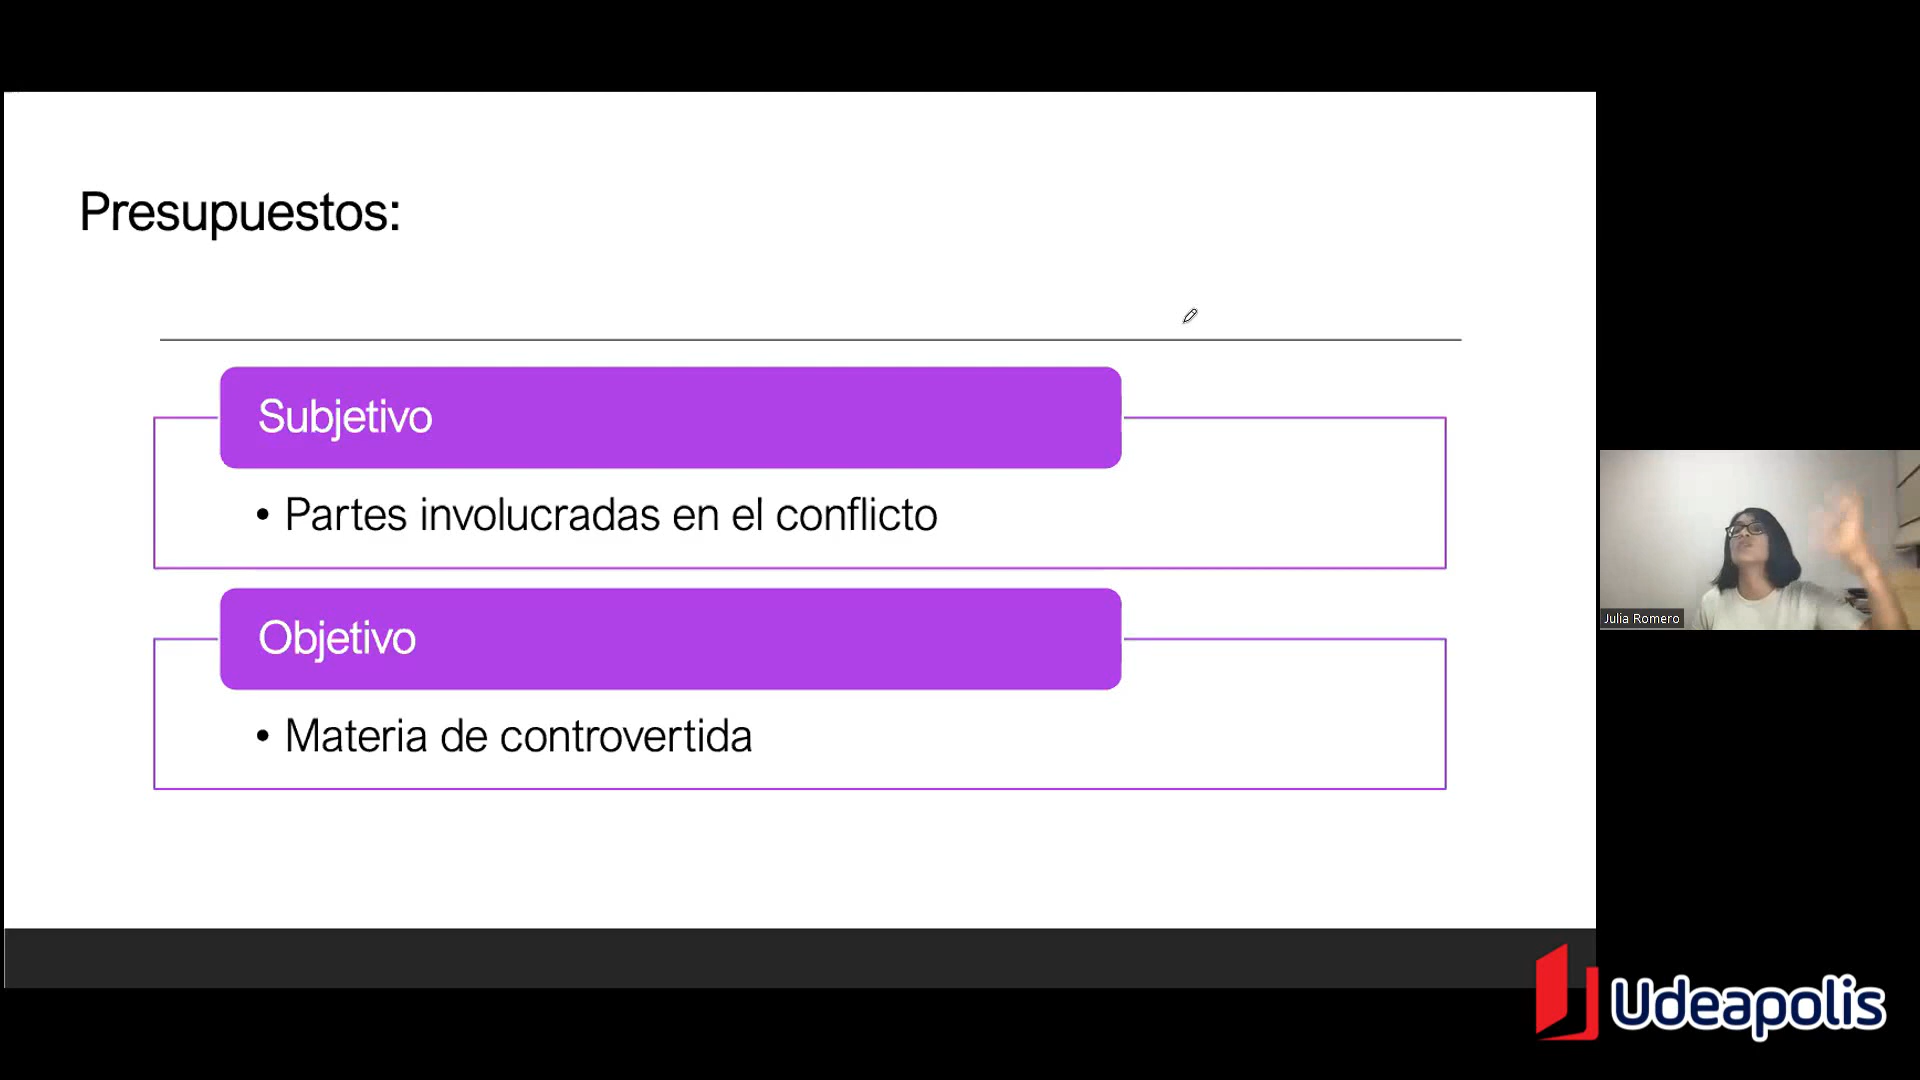 Presupuestos:
Subjetivo
• Partes involucradas en el conflicto
Objetivo
• Materia de controvertida
Julia Romero
Udeapolis